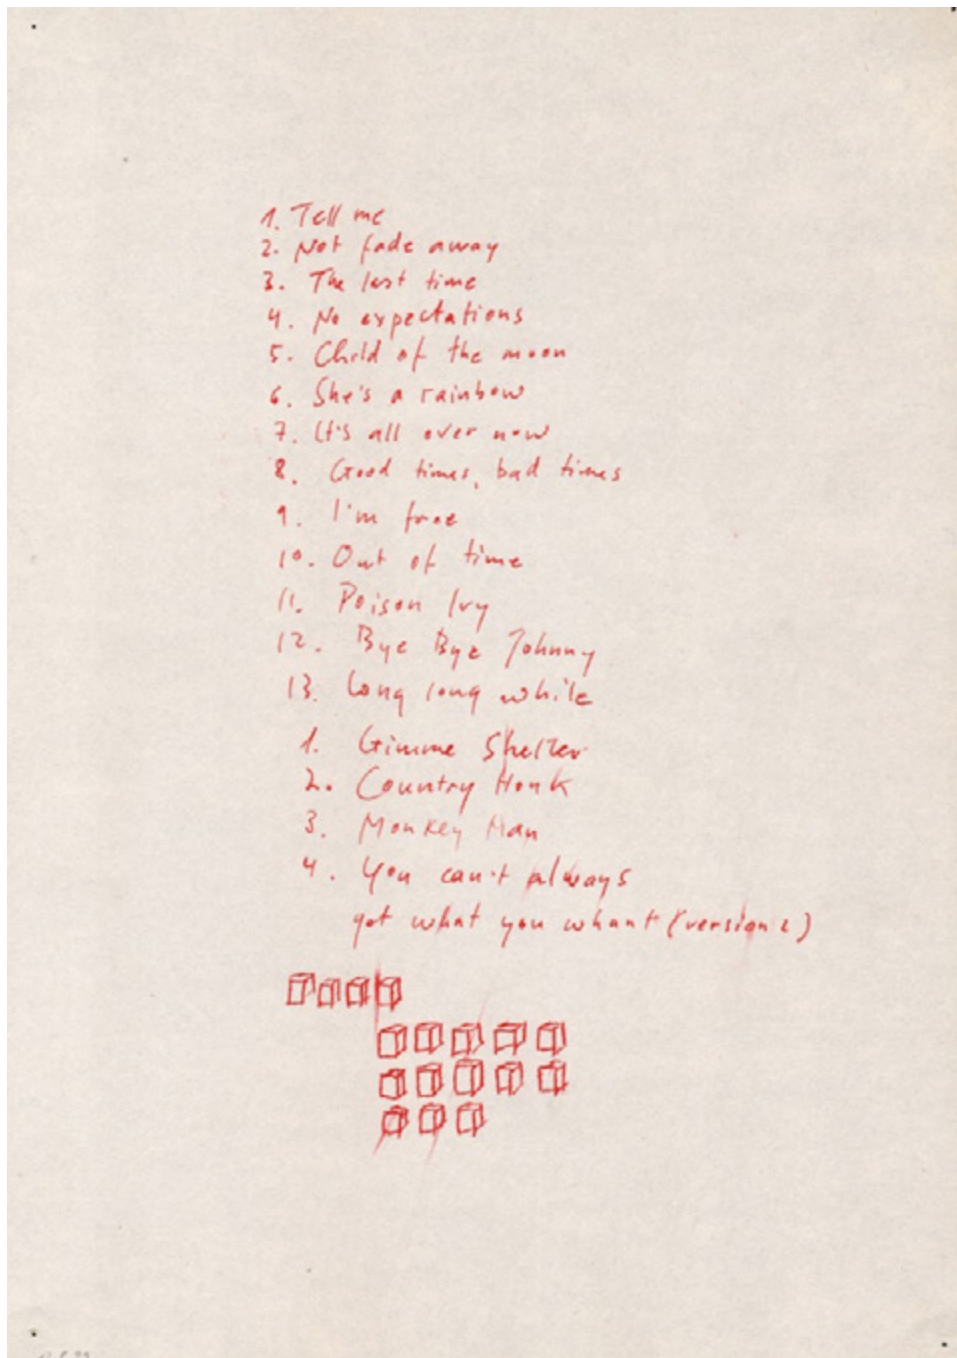 1. Tell me
2. Not fade away
3. The last time
4. No expectations
5. Child of the moon
6. She's a rainbow
7. It's all over now
8. Good times, bad times
9. I'm free
10. Out of time
11. Poison Ivy
12. Bye Bye Johnny
13. Long long while
1. Gimme Shelter
2. Country Honk
3. Monkey Man
4. You can't always
get what you whant (version 2)